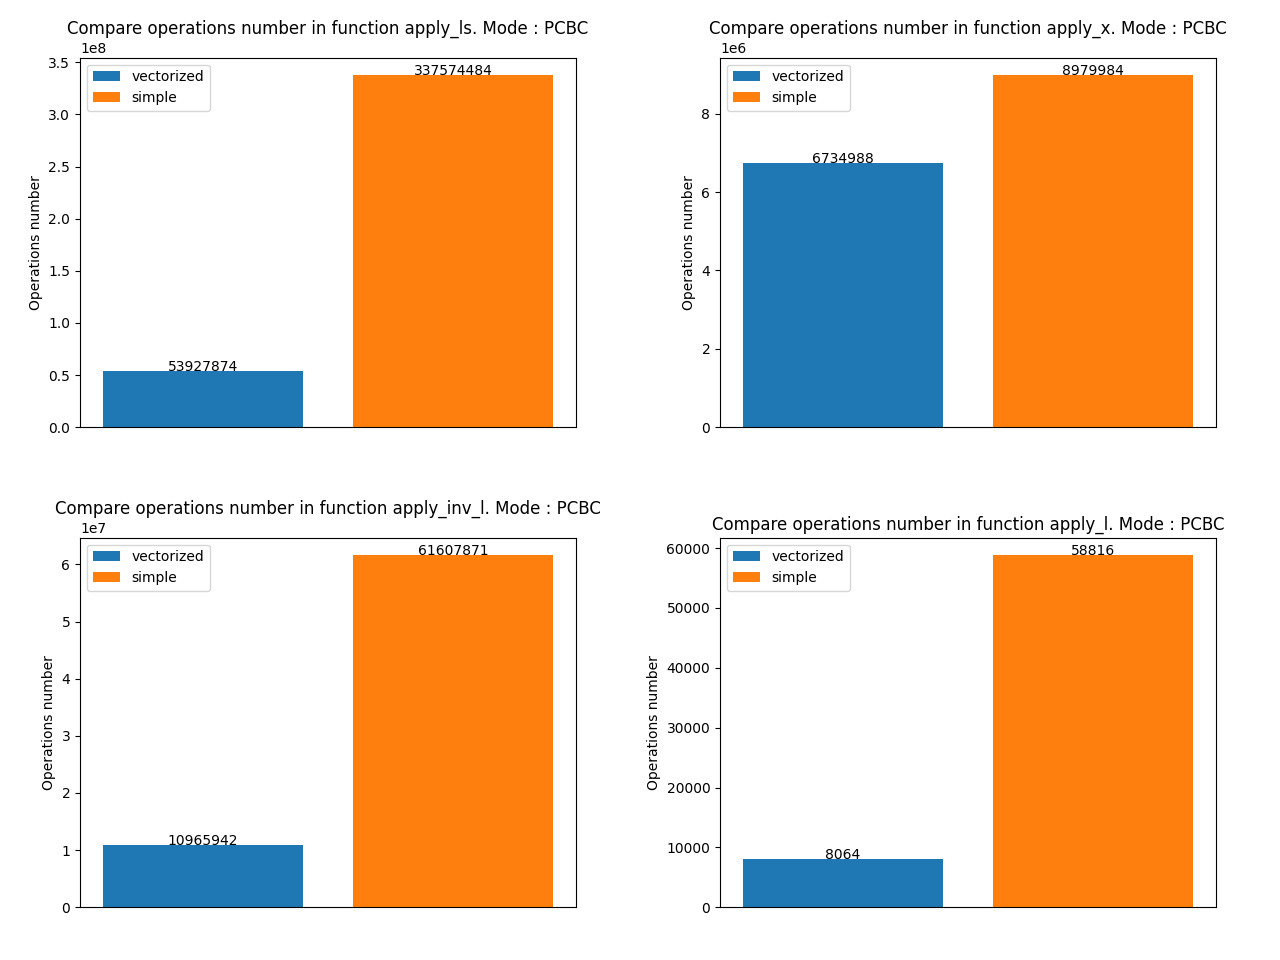 Compare operations number in function apply_ls. Mode : PCBC
1e8
3.5
3.0
2.5
2.0
1.5
1.0
0.5
0.0
Operations number
vectorized
simple
53927874
337574484
Compare operations number in function apply_x. Mode : PCBC
1e6
8
6
4
2
0
Operations number
vectorized
simple
6734988
8979984
Compare operations number in function apply_inv_l. Mode : PCBC
1e7
6
5
4
3
2
1
0
Operations number
vectorized
simple
10965942
61607871
Compare operations number in function apply_l. Mode : PCBC
60000
50000
40000
30000
20000
10000
0
Operations number
vectorized
simple
8064
58816